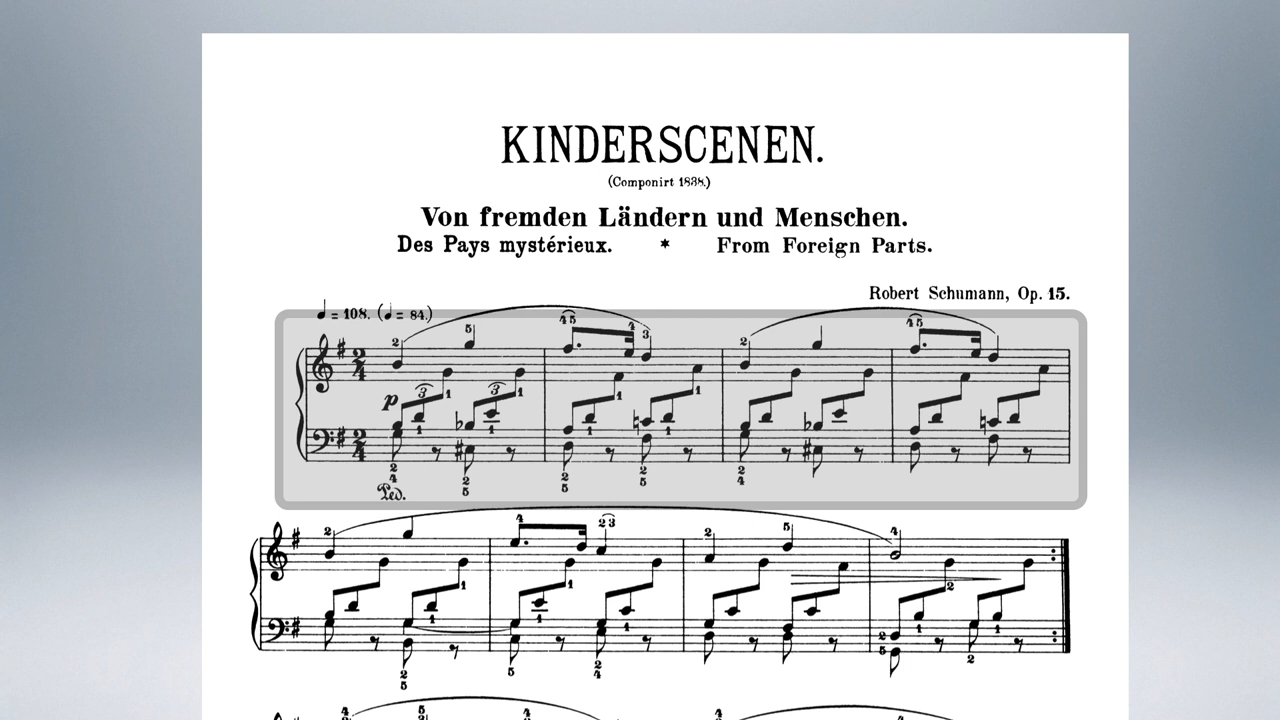 KINDERSCENEN.
(Componirt 1838.)
Von fremden Ländern und Menschen.
Des Pays mystérieux. * From Foreign Parts.
Robert Schumann, Op. 15.
♩ = 108. (♩ = 84.)
p
Ped.